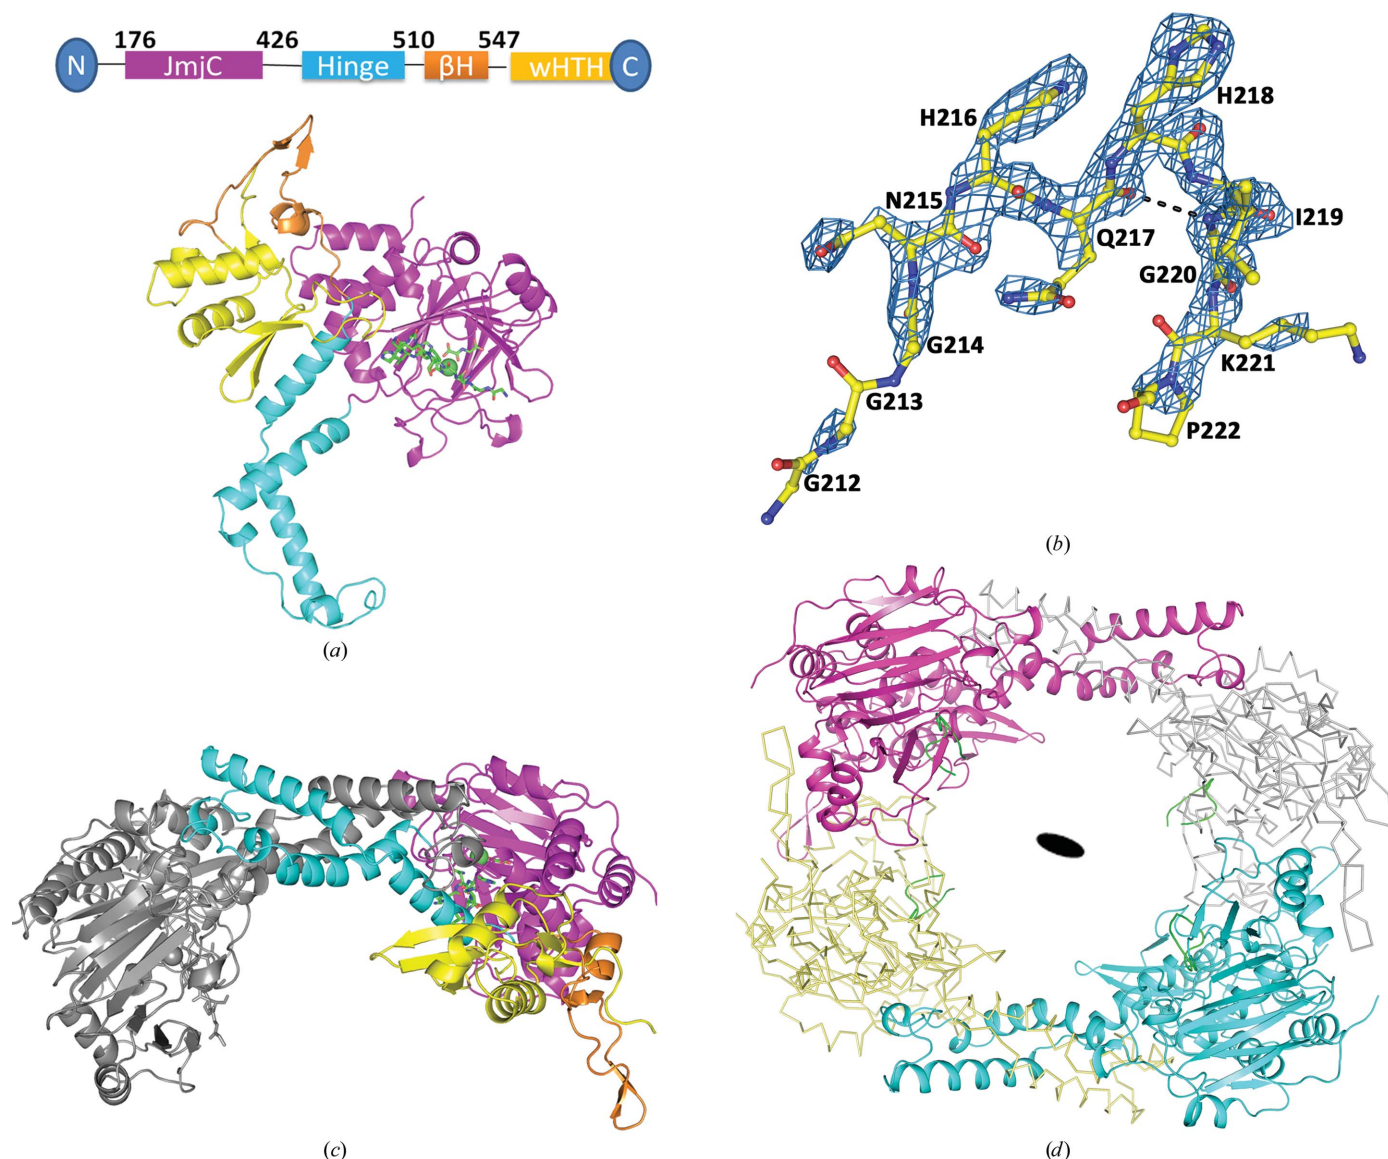 176 426 510 547
N JmjC Hinge βH wHTH C
(a)
H216
H218
N215
Q217
I219
G220
G214
K221
G213
P222
G212
(b)
(c)
(d)